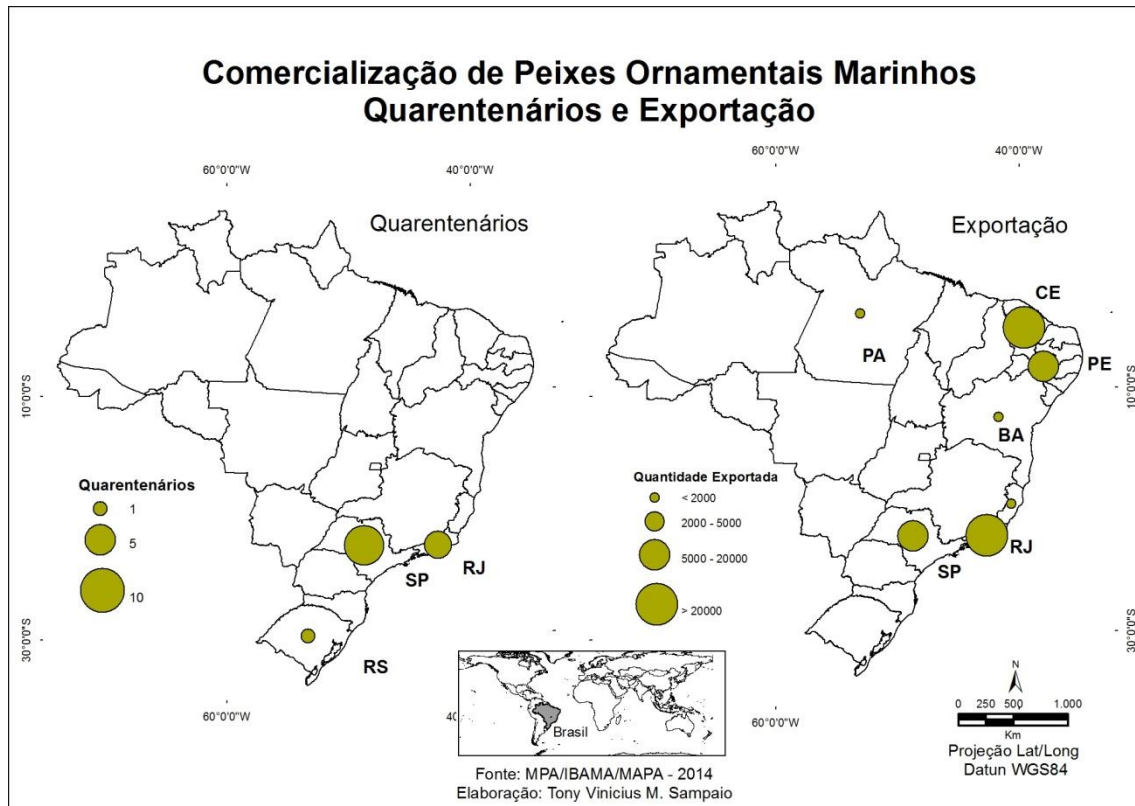 Comercialização de Peixes Ornamentais Marinhos
Quarentenários e Exportação
60°0'0"W
40°0'0"W
60°0'0"W
40°0'0"W
Quarentenários
Exportação
CE
PA
PE
10°0'0"S
10°0'0"S
BA
Quarentenários
1
5
10
Quantidade Exportada
< 2000
2000 - 5000
5000 - 20000
> 20000
SP
RJ
SP
RJ
30°0'0"S
30°0'0"S
RS
60°0'0"W
40
60°0'0"W
Brasil
N
0 250 500 1.000
Km
Projeção Lat/Long
Datun WGS84
Fonte: MPA/IBAMA/MAPA - 2014
Elaboração: Tony Vinicius M. Sampaio